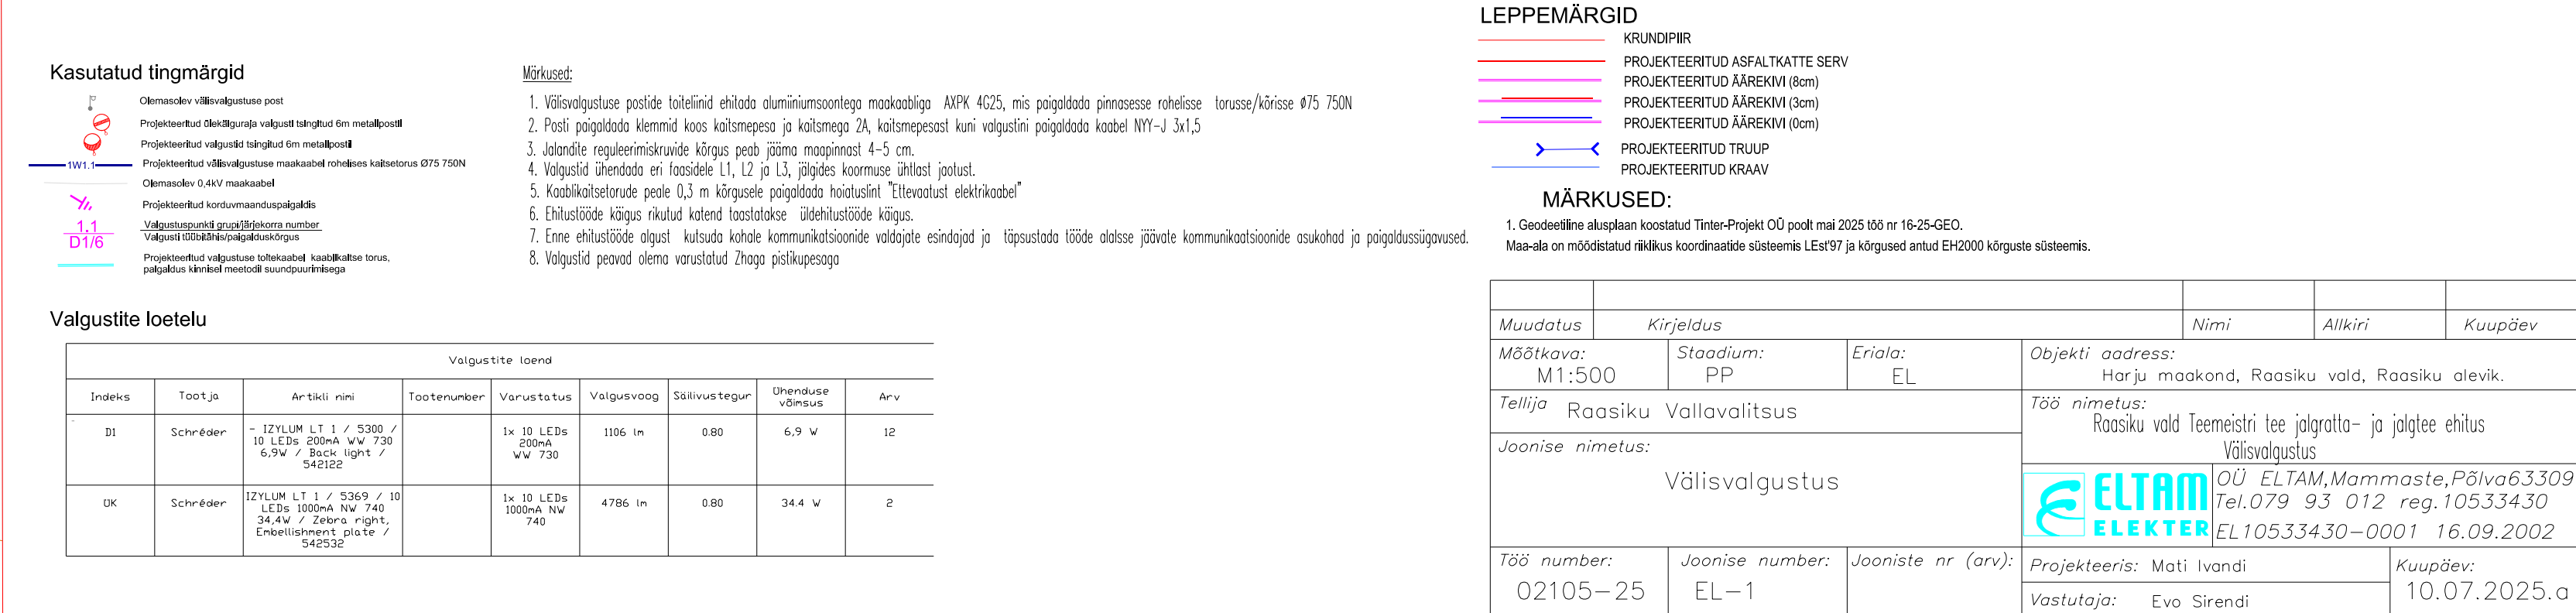 Kasutatud tingmärgid
Olemasolev välisvalgustuse post
Projekteeritud ülekäiguraja valgusti tsingitud 6m metallpostil
Projekteeritud valgustid tsingitud 6m metallpostil
1W1.1
Projekteeritud välisvalgustuse maakaabel rohelises kaitsetorus Ø75 750N
Olemasolev 0,4kV maakaabel
Projekteeritud korduvmaanduspaigaldis
1.1
D1/6
Valgustuspunkti grupi/järjekorra number
Valgusti tüübitähis/paigalduskõrgus
Projekteeritud valgustuse toitekaabel kaablikaitse torus,
paigaldus kinnisel meetodil suundpuurimisega
Märkused:
1. Välisvalgustuse postide toiteliinid ehitada alumiiniumsoontega maakaabliga AXPK 4G25, mis paigaldada pinnasesse rohelisse torusse/kõrisse Ø75 750N
2. Posti paigaldada klemmid koos kaitsmepesa ja kaitsmega 2A, kaitsmepesast kuni valgustini paigaldada kaabel NYY-J 3x1,5
3. Jalandite reguleerimiskruvide kõrgus peab jääma maapinnast 4-5 cm.
4. Valgustid ühendada eri faasidele L1, L2 ja L3, jälgides koormuse ühtlast jaotust.
5. Kaablikaitsetorude peale 0,3 m kõrgusele paigaldada hoiatuslint "Ettevaatust elektrikaabel"
6. Ehitustööde käigus rikutud katend taastatakse üldehitustööde käigus.
7. Enne ehitustööde algust kutsuda kohale kommunikatsioonide valdajate esindajad ja täpsustada tööde alalsse jäävate kommunikaatsioonide asukohad ja paigaldussügavused.
8. Valgustid peavad olema varustatud Zhaga pistikupesaga
Valgustite loetelu
Valgustite loend
Indeks Tootja Artikli nimi Tootenumber Varustatus Valgusvoog Säilivustegur Ühenduse võimsus Arv
D1 Schréder - IZYLUM LT 1 / 5300 / 1x 10 LEDs 1106 lm 0.80 6,9 W 12
10 LEDs 200mA WW 730 200mA
6,9W / Back light / WW 730
542122
ÜK Schréder IZYLUM LT 1 / 5369 / 10 1x 10 LEDs 4786 lm 0.80 34.4 W 2
LEDs 1000mA NW 740 1000mA NW
34,4W / Zebra right, 740
Embellishment plate /
542532
LEPPEMÄRGID
KRUNDIPIIR
PROJEKTEERITUD ASFALTKATTE SERV
PROJEKTEERITUD ÄÄREKIVI (8cm)
PROJEKTEERITUD ÄÄREKIVI (3cm)
PROJEKTEERITUD ÄÄREKIVI (0cm)
PROJEKTEERITUD TRUUP
PROJEKTEERITUD KRAAV
MÄRKUSED:
1. Geodeetiline alusplaan koostatud Tinter-Projekt OÜ poolt mai 2025 töö nr 16-25-GEO.
Maa-ala on mõõdistatud riiklikus koordinaatide süsteemis LEst'97 ja kõrgused antud EH2000 kõrguste süsteemis.
Muudatus Kirjeldus Nimi Allkiri Kuupäev
Mõõtkava: Staadium: Eriala: Objekti aadress:
M1:500 PP EL Harju maakond, Raasiku vald, Raasiku alevik.
Tellija Raasiku Vallavalitsus
Töö nimetus:
Raasiku vald Teemeistri tee jalgratta- ja jalgtee ehitus
Välisvalgustus
Joonise nimetus:
Välisvalgustus
ELTAM
ELEKTER
OÜ ELTAM,Mammaste,Põlva63309
Tel.079 93 012 reg.10533430
EL10533430-0001 16.09.2002
Töö number: Joonise number: Jooniste nr (arv):
02105-25 EL-1
Projekteeris: Mati Ivandi
Vastutaja: Evo Sirendi
Kuupäev:
10.07.2025.a